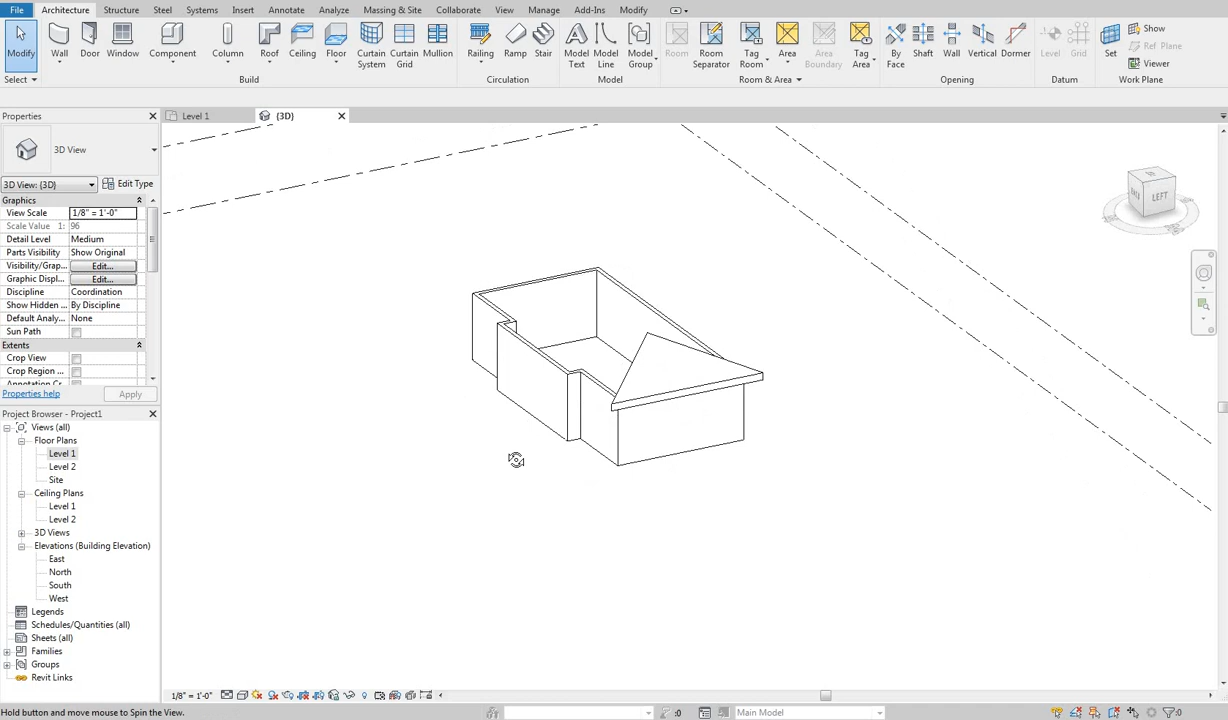 File Architecture Structure Steel Systems Insert Annotate Analyze Massing & Site Collaborate View Manage Add-Ins Modify
Modify Wall Door Window Component Column Roof Ceiling Floor Curtain System Curtain Grid Mullion Railing Ramp Stair Model Text Model Line Model Group Room Room Separator Tag Room Area Area Boundary Tag Area By Face Shaft Wall Vertical Dormer Level Grid Set Show Ref Plane Viewer
Select Build Circulation Model Room & Area Opening Datum Work Plane
Properties
Level 1 (3D)
3D View
3D View: {3D} Edit Type
Graphics
View Scale 1/8" = 1'-0"
Scale Value 1: 96
Detail Level Medium
Parts Visibility Show Original
Visibility/Grap... Edit...
Graphic Displ... Edit...
Discipline Coordination
Show Hidden ... By Discipline
Default Analy... None
Sun Path
Extents
Crop View
Crop Region ...
Annotation Cr
Properties help Apply
Project Browser - Project1
Views (all)
Floor Plans
Level 1
Level 2
Site
Ceiling Plans
Level 1
Level 2
3D Views
Elevations (Building Elevation)
East
North
South
West
Legends
Schedules/Quantities (all)
Sheets (all)
Families
Groups
Revit Links
LEFT
1/8" = 1'-0"
Hold button and move mouse to Spin the View.
:0
Main Model
:0